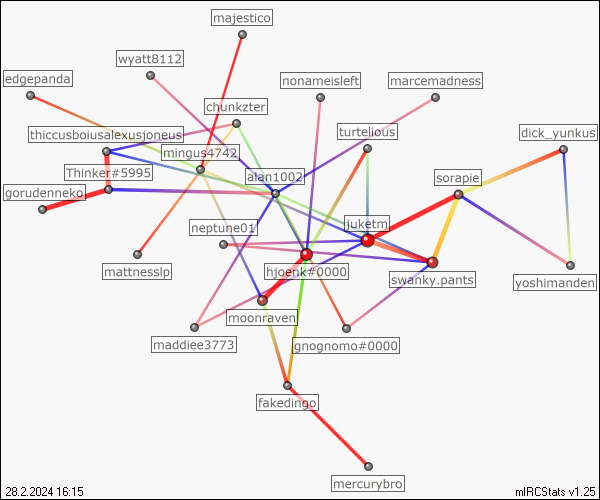 majestico
wyatt8112
edgepanda
nonameisleft
marcemadness
chunkzter
thiccusboiusalexusjoneus
turtelious
dick_yunkus
mingus4742
Thinker#5995
alan1002
sorapie
gorudenneko
neptune01
juketm
mattnesslp
hjoenk#0000
swanky.pants
yoshimanden
moonraven
maddiee3773
gnognomo#0000
fakedingo
mercurybro
28.2.2024 16:15
mIRCStats v1.25